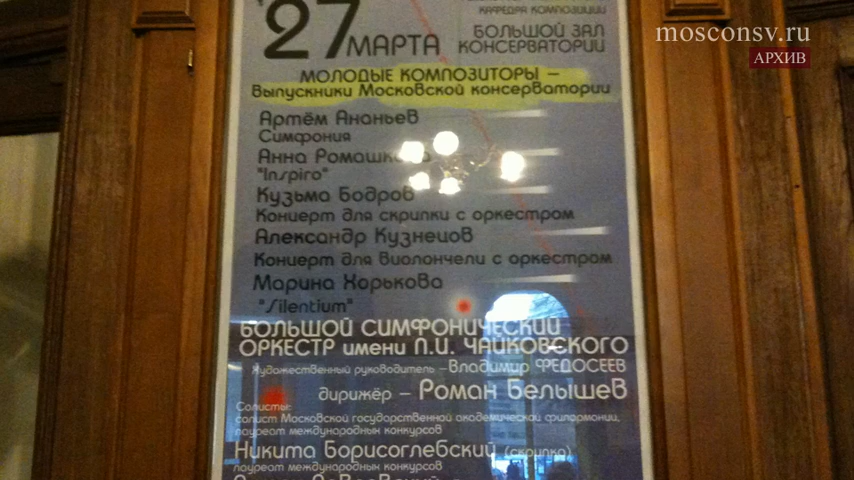 КАФЕДРА КОМПОЗИЦИИ
'27 МАРТА
БОЛЬШОЙ ЗАЛ
КОНСЕРВАТОРИИ
mosconsv.ru
АРХИВ
МОЛОДЫЕ КОМПОЗИТОРЫ –
ВЫПУСКНИКИ МОСКОВСКОЙ КОНСЕРВАТОРИИ
Артём Ананьев
Симфония
Анна Ромашкова
"Inspiro"
Кузьма Бодров
Концерт для скрипки с оркестром
Александр Кузнецов
Концерт для виолончели с оркестром
Марина Хорькова
"Silentium"
БОЛЬШОЙ СИМФОНИЧЕСКИЙ
ОРКЕСТР имени П.И. ЧАЙКОВСКОГО
Художественный руководитель – Владимир ФЕДОСЕЕВ
дирижёр – Роман Белышев
Солисты:
солист Московской государственной академической филармонии,
лауреат международных конкурсов
Никита Борисоглебский (скрипка)
лауреат международных конкурсов